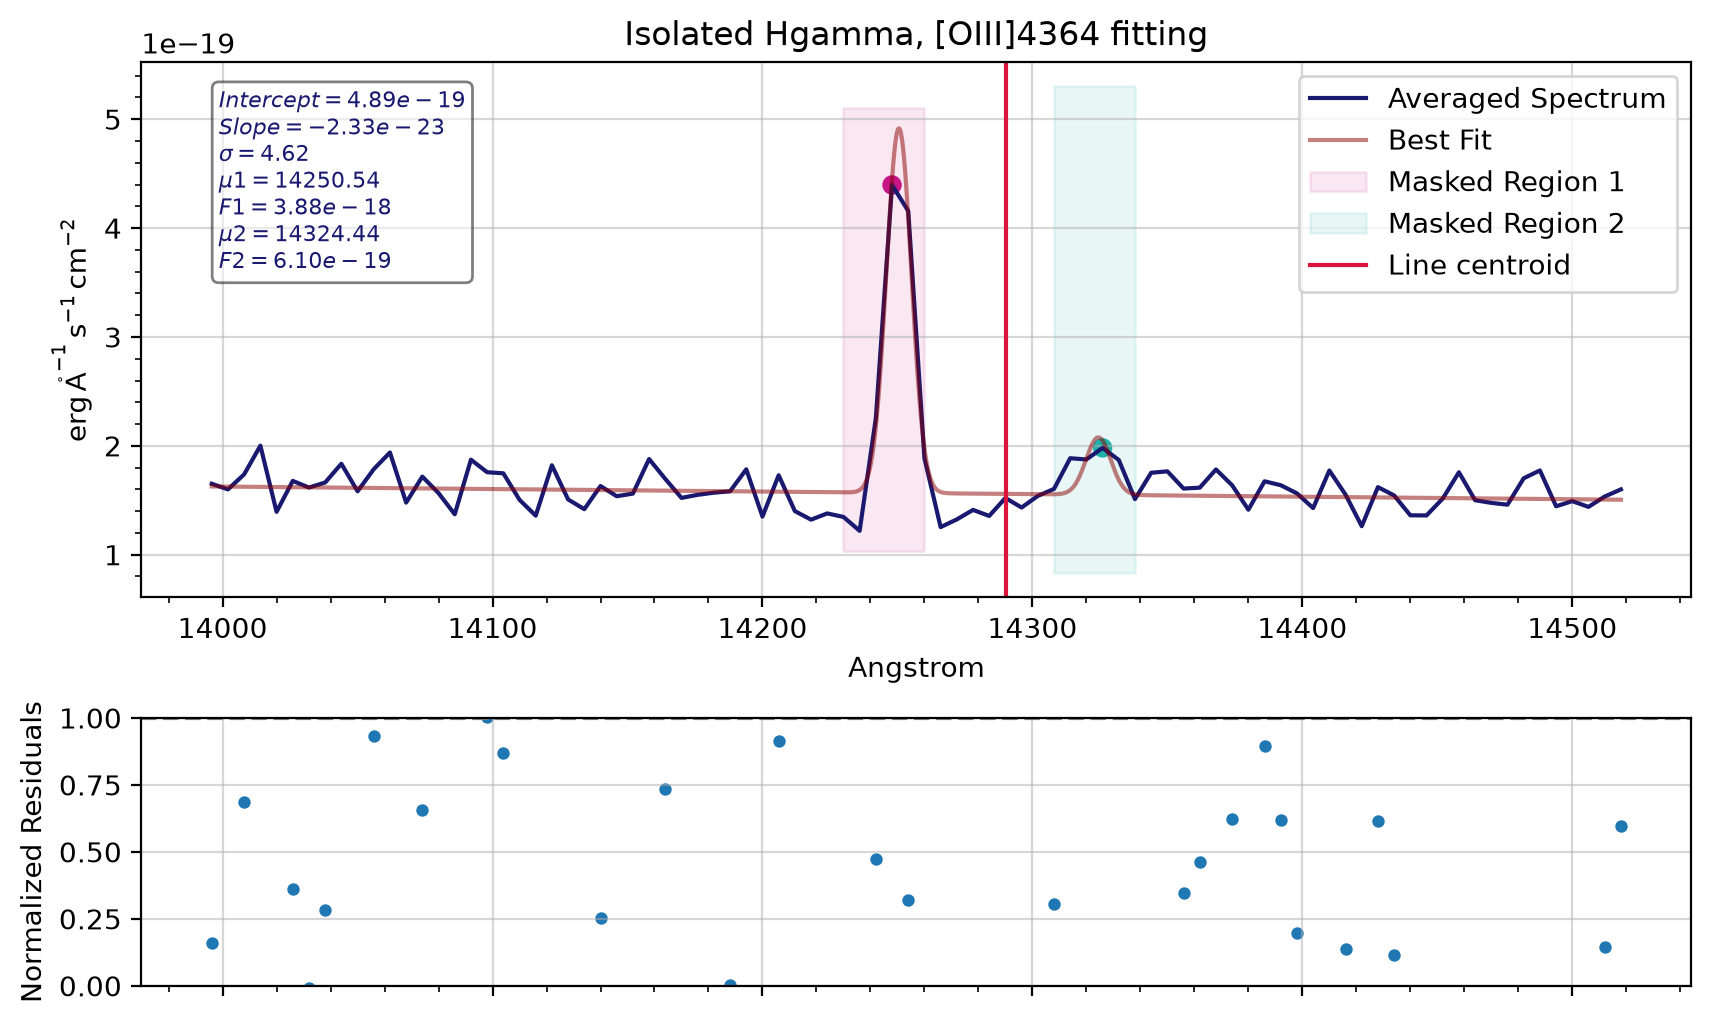 Isolated Hgamma, [OIII]4364 fitting
1e−19
Intercept = 4.89e − 19
Slope = −2.33e − 23
σ = 4.62
μ1 = 14250.54
F1 = 3.88e − 18
μ2 = 14324.44
F2 = 6.10e − 19
Averaged Spectrum
Best Fit
Masked Region 1
Masked Region 2
Line centroid
5
4
3
2
1
erg Å⁻¹ s⁻¹ cm⁻²
14000 14100 14200 14300 14400 14500
Angstrom
Normalized Residuals
1.00
0.75
0.50
0.25
0.00